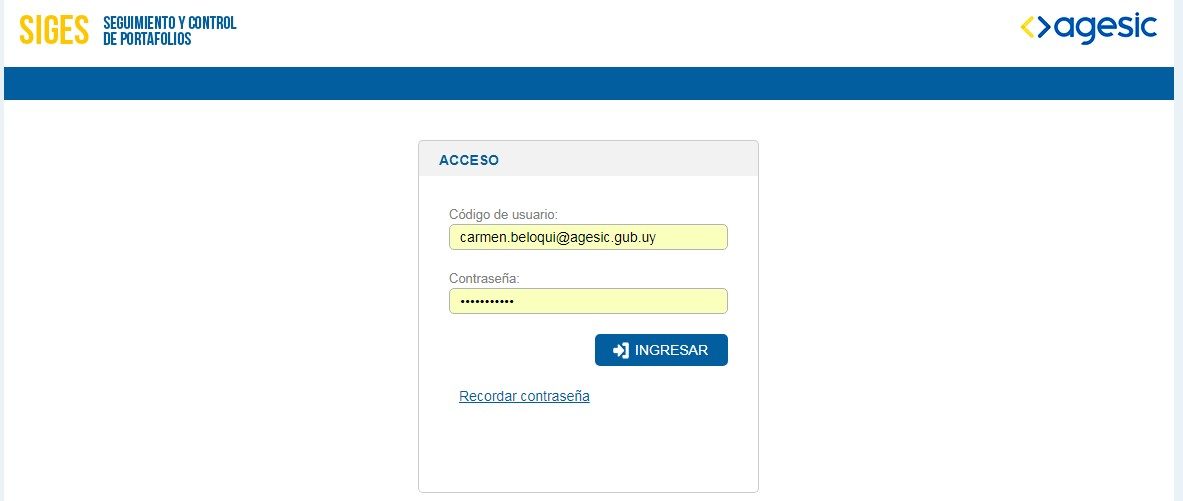 SIGES
SEGUIMIENTO Y CONTROL
DE PORTAFOLIOS
agesic
ACCESO
Código de usuario:
carmen.beloqui@agesic.gub.uy
Contraseña:
•••••••••••
INGRESAR
Recordar contraseña